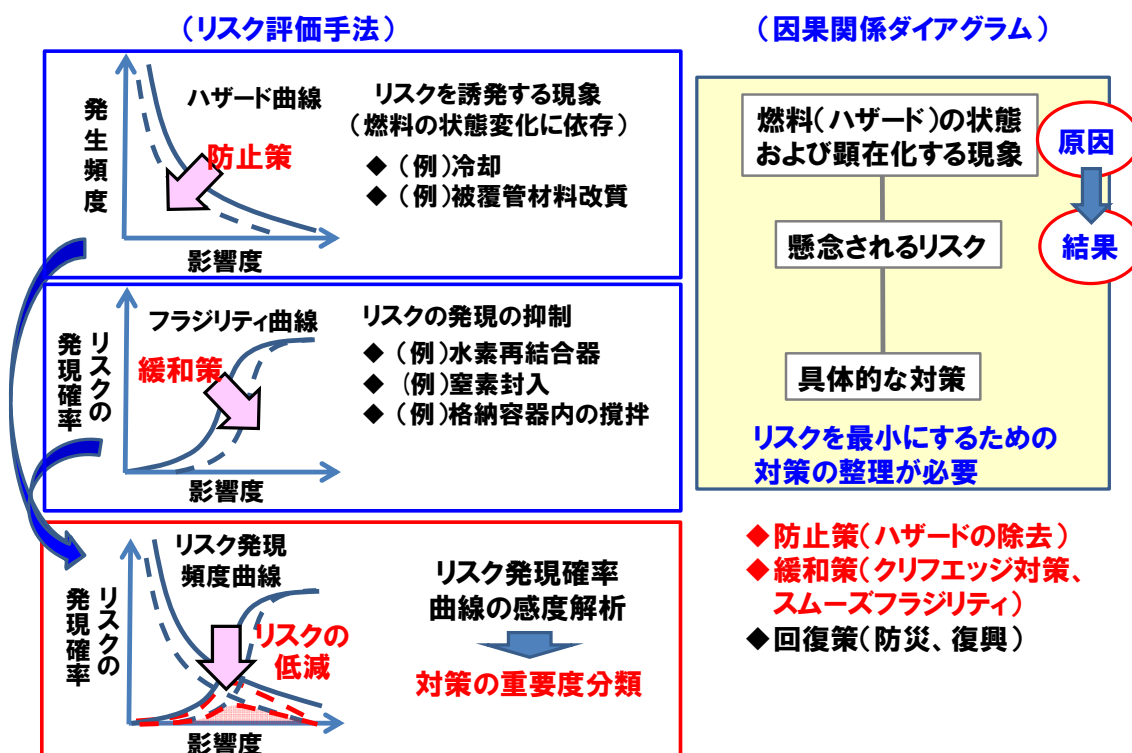 （リスク評価手法）
ハザード曲線
発生頻度
防止策
影響度
リスクを誘発する現象
（燃料の状態変化に依存）
◆（例）冷却
◆（例）被覆管材料改質
フラジリティ曲線
リスクの
発現確率
緩和策
影響度
リスクの発現の抑制
◆（例）水素再結合器
◆ （例）窒素封入
◆（例）格納容器内の撹拌
リスク発現
頻度曲線
リスクの
発現確率
リスクの
低減
影響度
リスク発現確率
曲線の感度解析
対策の重要度分類
（因果関係ダイアグラム）
燃料（ハザード）の状態
および顕在化する現象
原因
懸念されるリスク
結果
具体的な対策
リスクを最小にするための
対策の整理が必要
◆防止策（ハザードの除去）
◆緩和策（クリフエッジ対策、
スムーズフラジリティ）
◆回復策（防災、復興）